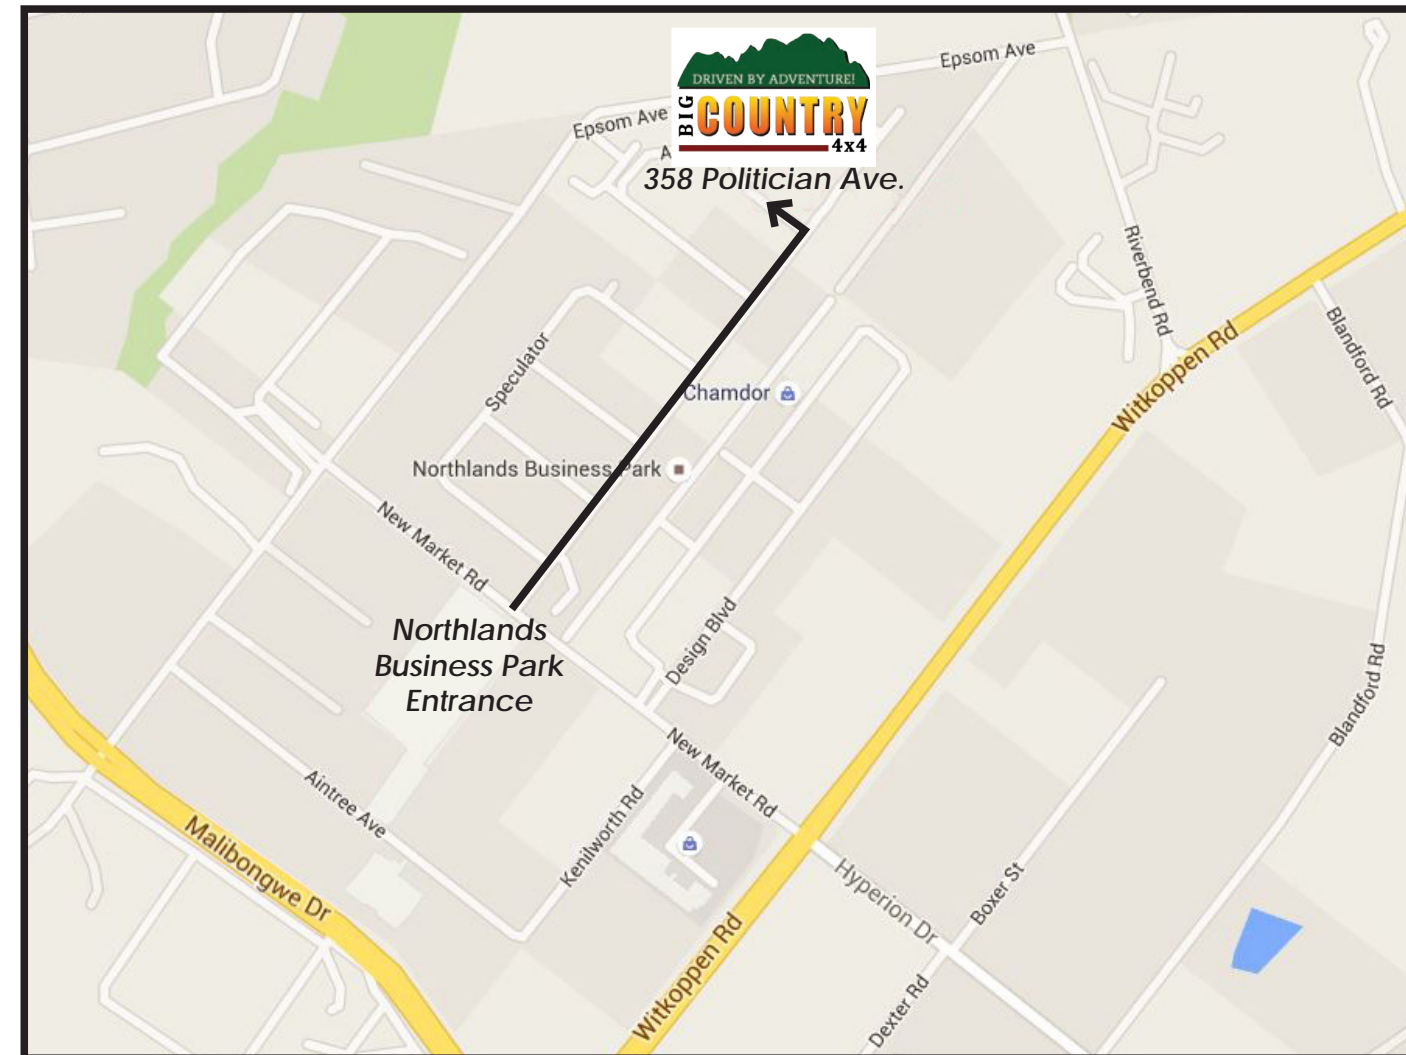 Epsom Ave
DRIVEN BY ADVENTURE!
BIG
COUNTRY
4x4
Epsom Ave
A
358 Politician Ave.
Riverbend Rd
Blandford Rd
Witkoppen Rd
Speculator
Chamdor
Northlands Business Park
New Market Rd
Northlands
Business Park
Entrance
Design Blvd
Blandford Rd
New Market Rd
Aintree Ave
Kenilworth Rd
Malibongwe Dr
Hyperion Dr
Boxer St
Witkoppen Rd
Dexter Rd